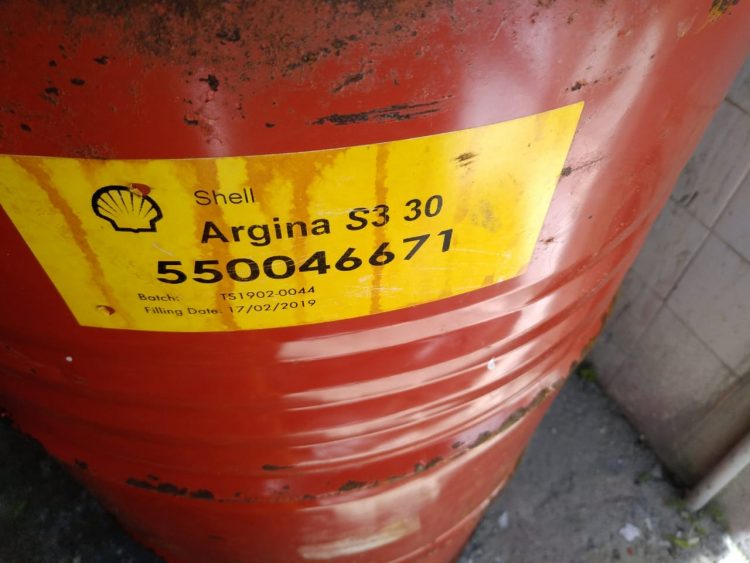 Shell
Argina S3 30
550046671
Batch: TS1902-0044
Filling Date: 17/02/2019